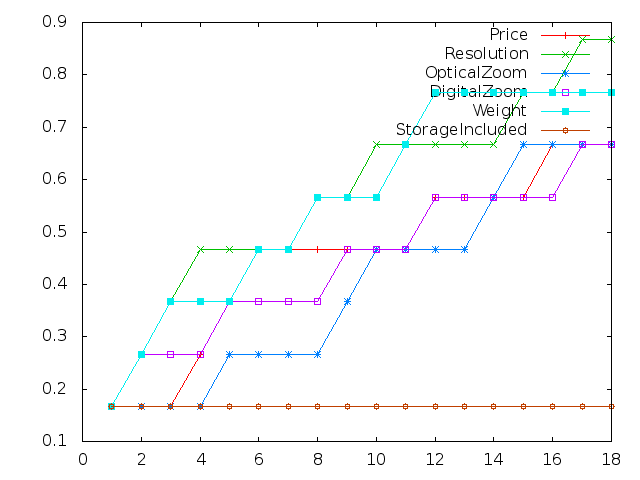 0.9
Price
Resolution
0.8
OpticalZoom
DigitalZoom
Weight
0.7
StorageIncluded
0.6
0.5
0.4
0.3
0.2
0.1
0 2 4 6 8 10 12 14 16 18